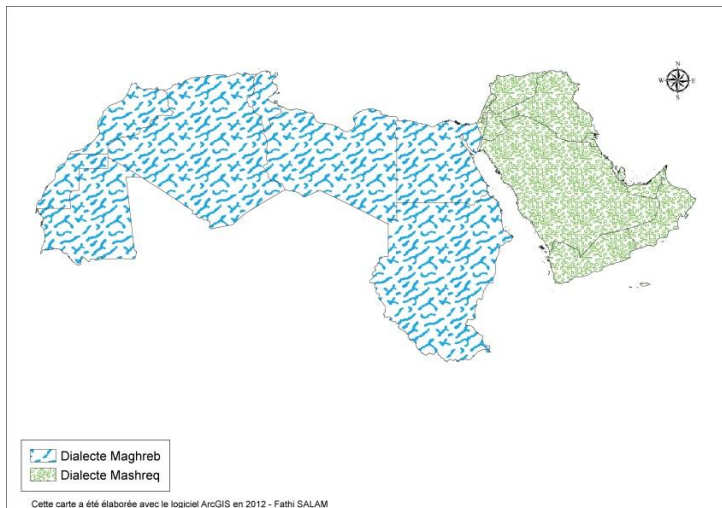 N
W E
S
Dialecte Maghreb
Dialecte Mashreq
Cette carte a été élaborée avec le logiciel ArcGIS en 2012 - Fathi SALAM